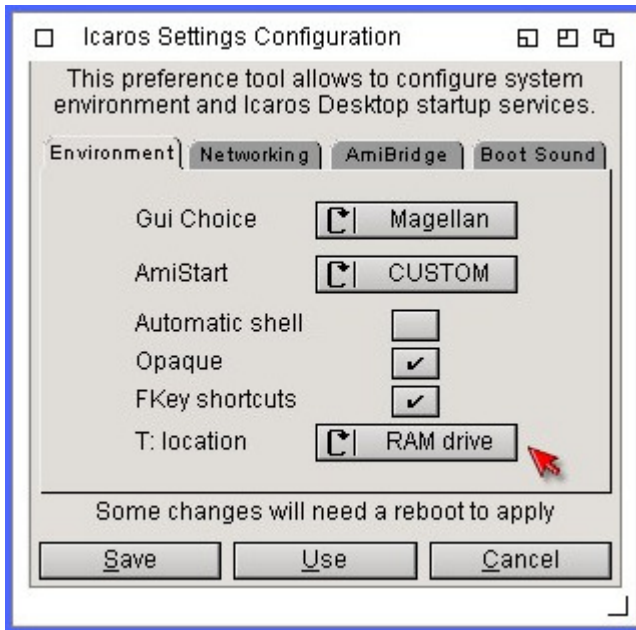 Icaros Settings Configuration
This preference tool allows to configure system
environment and Icaros Desktop startup services.
Environment Networking AmiBridge Boot Sound
Gui Choice Magellan
AmiStart CUSTOM
Automatic shell
Opaque
FKey shortcuts
T: location RAM drive
Some changes will need a reboot to apply
Save Use Cancel